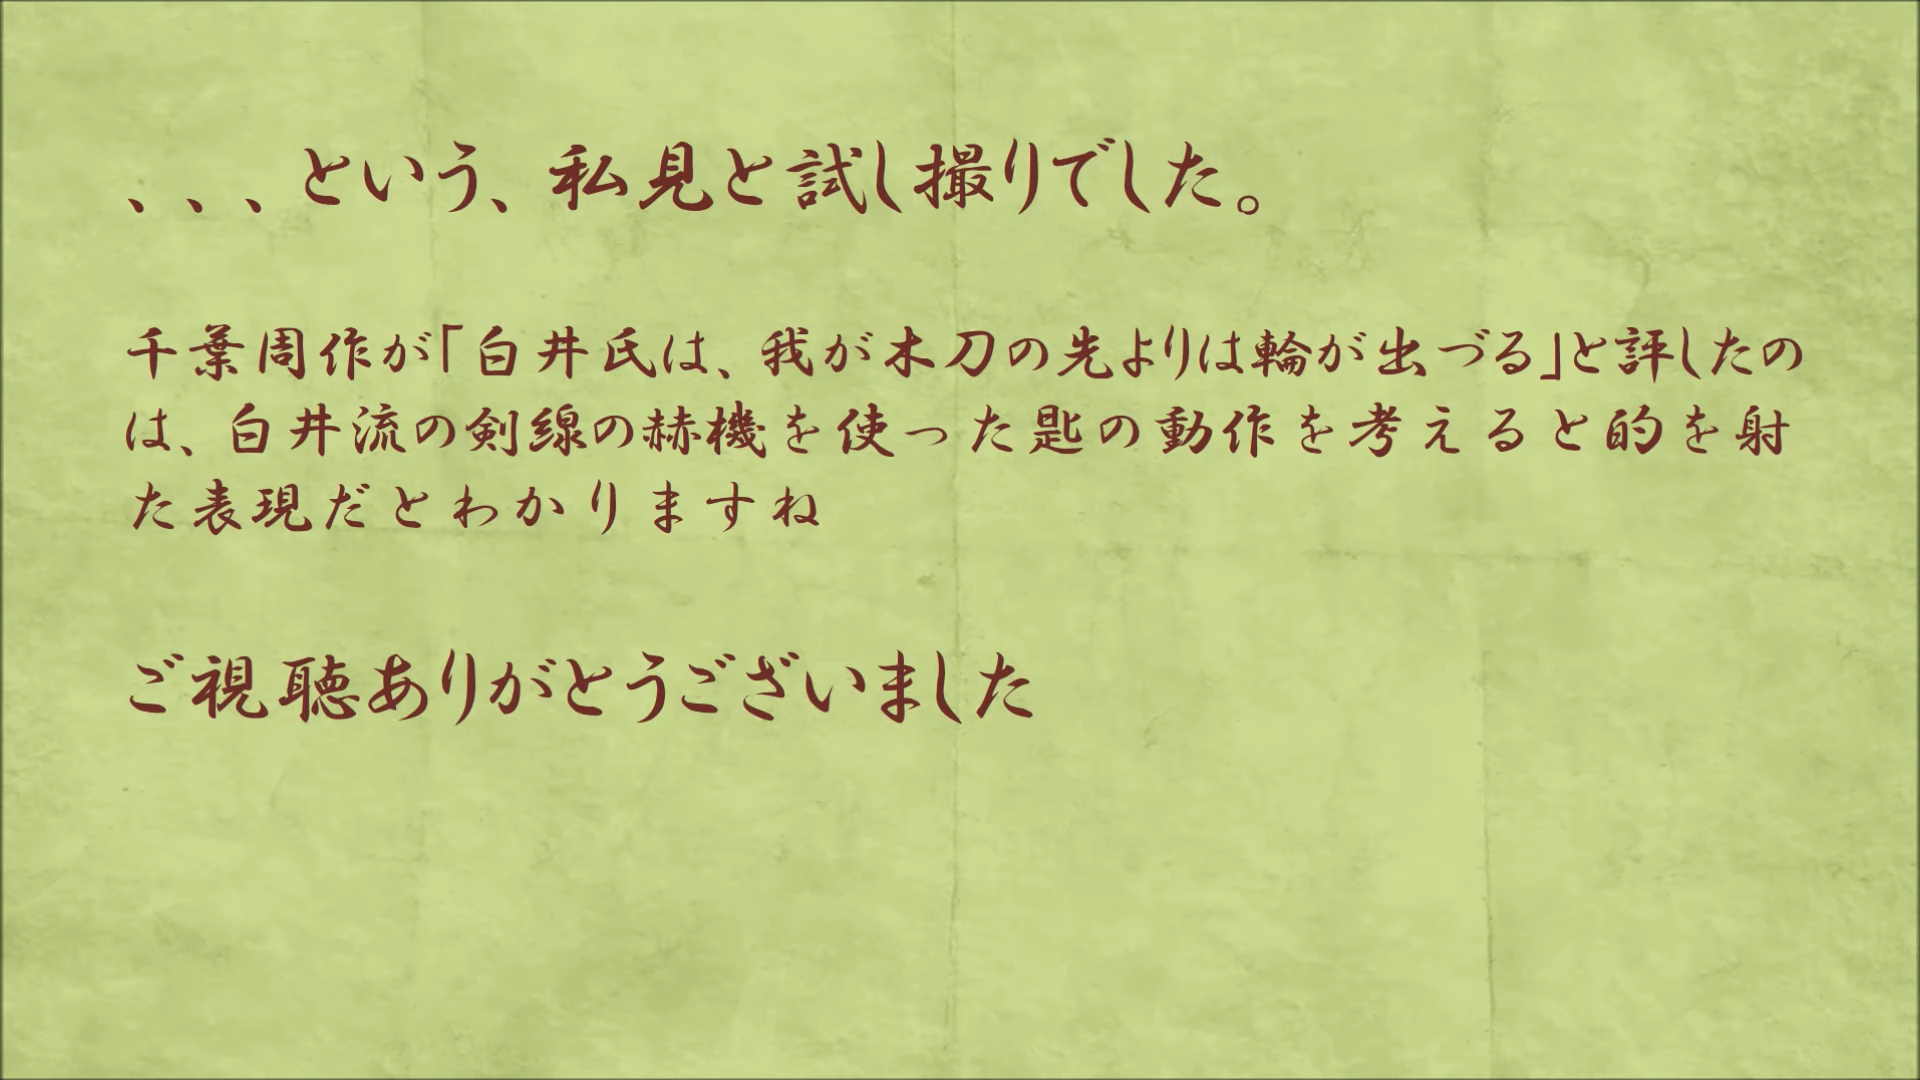 、、、という、私見と試し撮りでした。
千葉周作が「白井氏は、我が木刀の先よりは輪が出づる」と評したの
は、白井流の剣線の赫機を使った匙の動作を考えると的を射
た表現だとわかりますね
ご視聴ありがとうございました